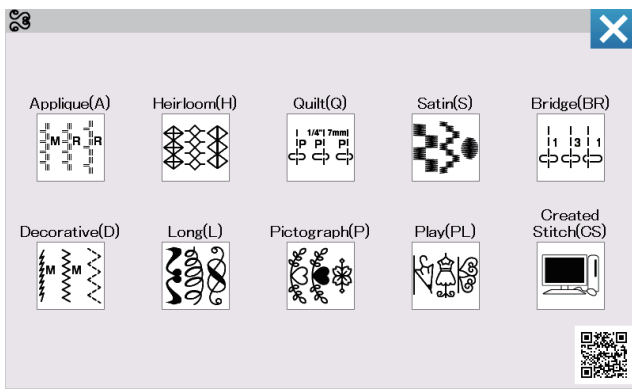 Applique(A)
Heirloom(H)
Quilt(Q)
Satin(S)
Bridge(BR)
M R R
1/4" 7mm
P P P
1 3 1
Decorative(D)
Long(L)
Pictograph(P)
Play(PL)
Created
Stitch(CS)
M M